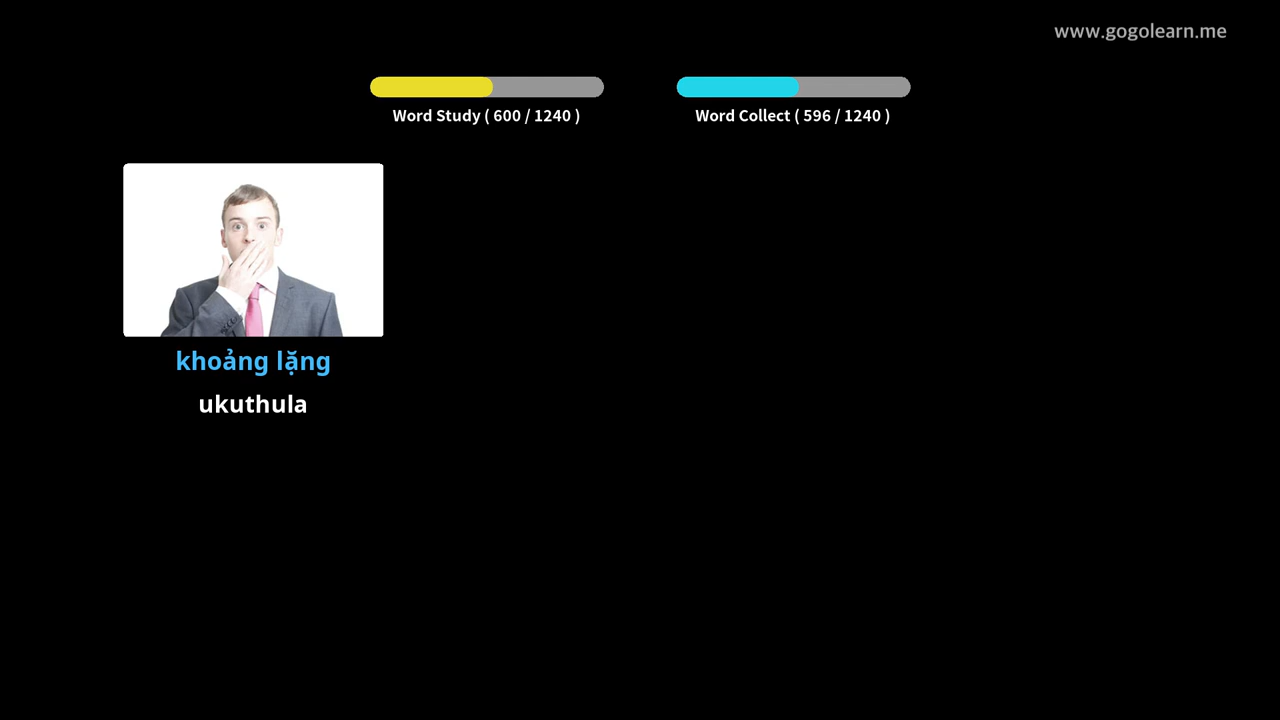 www.gogolearn.me
Word Study ( 600 / 1240 )
Word Collect ( 596 / 1240 )
khoảng lặng
ukuthula